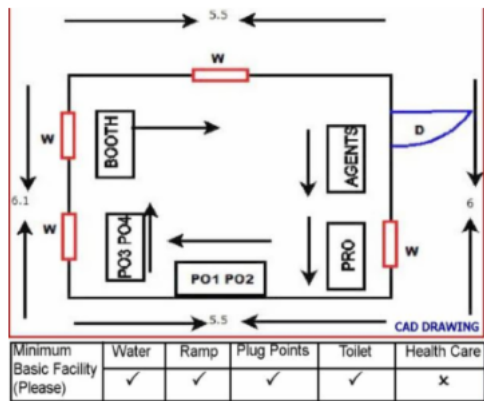 5.5
W
W
BOOTH
AGENTS
D
6.1
6
W
PO3 PO4
PO1 PO2
PRO
W
5.5
CAD DRAWING
Minimum Basic Facility (Please) Water Ramp Plug Points Toilet Health Care
✓ ✓ ✓ ✓ x